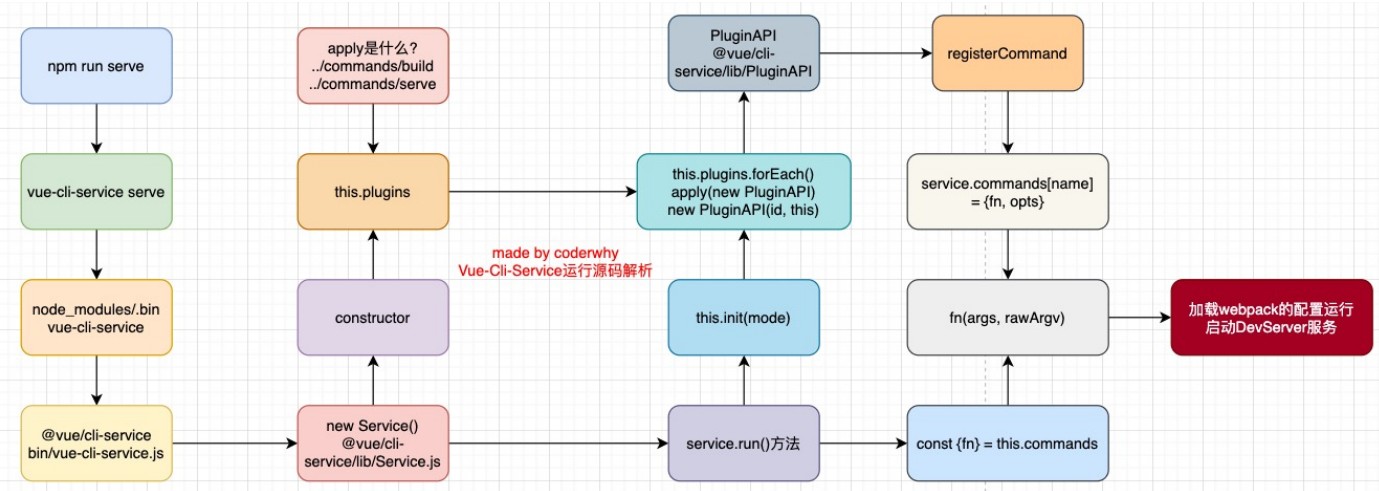 npm run serve
vue-cli-service serve
node_modules/.bin
vue-cli-service
@vue/cli-service
bin/vue-cli-service.js
apply是什么?
../commands/build
../commands/serve
this.plugins
constructor
new Service()
@vue/cli-
service/lib/Service.js
made by coderwhy
Vue-Cli-Service运行源码解析
PluginAPI
@vue/cli-
service/lib/PluginAPI
this.plugins.forEach()
apply(new PluginAPI)
new PluginAPI(id, this)
this.init(mode)
service.run()方法
registerCommand
service.commands[name]
= {fn, opts}
fn(args, rawArgv)
const {fn} = this.commands
加载webpack的配置运行
启动DevServer服务